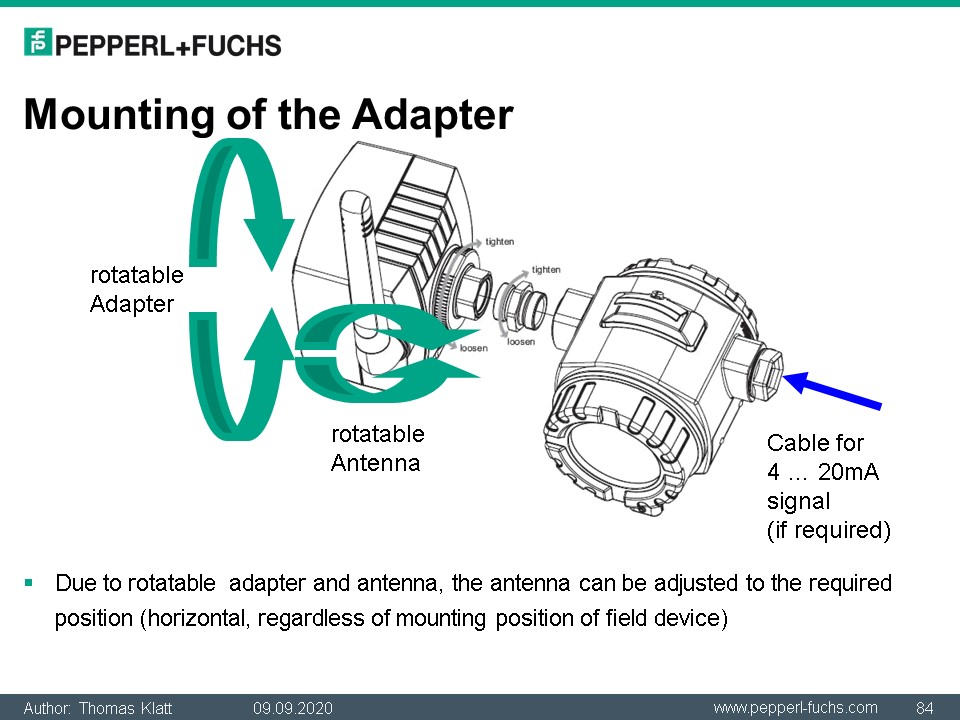 PEPPERL+FUCHS
Mounting of the Adapter
tighten
tighten
rotatable
Adapter
loosen
loosen
rotatable
Antenna
Cable for
4 … 20mA
signal
(if required)
Due to rotatable adapter and antenna, the antenna can be adjusted to the required
position (horizontal, regardless of mounting position of field device)
Author: Thomas Klatt 09.09.2020 www.pepperl-fuchs.com 84